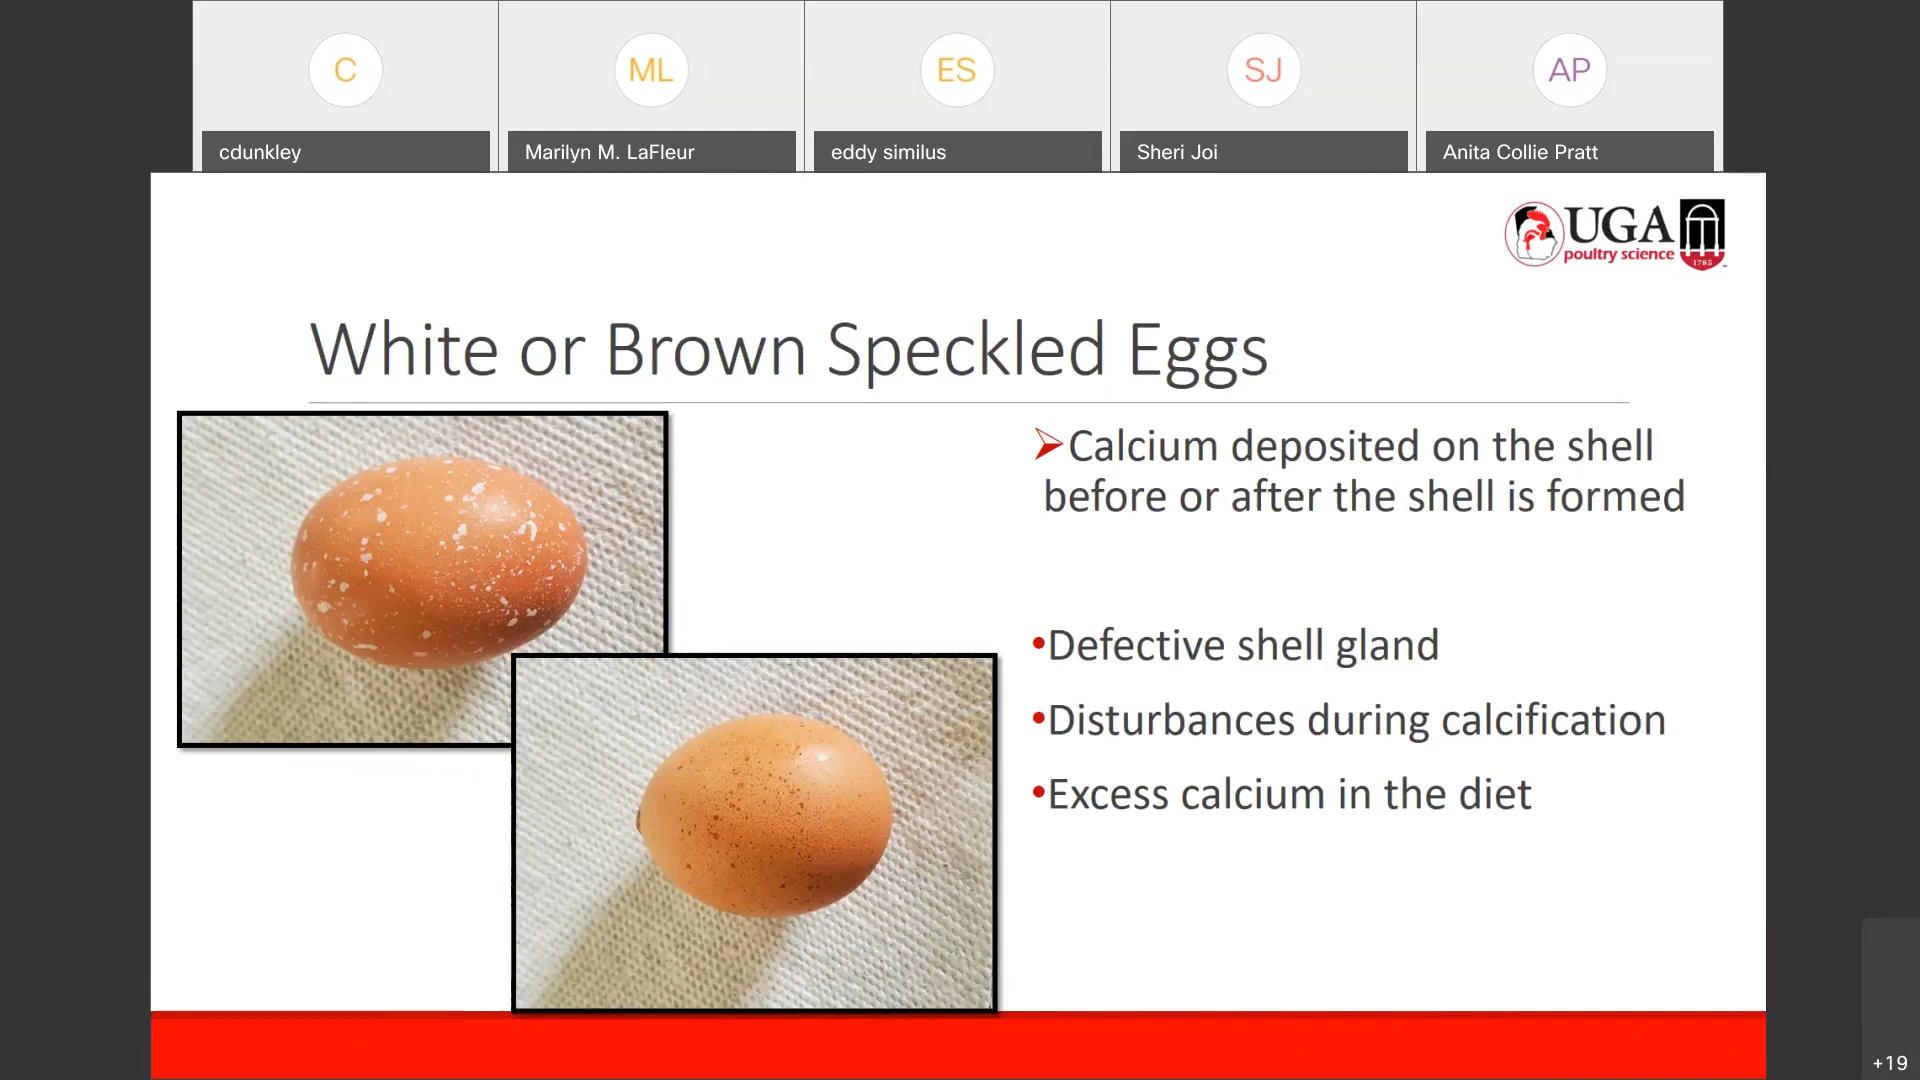 C
ML
ES
SJ
AP
cdunkley
Marilyn M. LaFleur
eddy similus
Sheri Joi
Anita Collie Pratt
UGA
poultry science
1785
White or Brown Speckled Eggs
Calcium deposited on the shell
before or after the shell is formed
•Defective shell gland
•Disturbances during calcification
•Excess calcium in the diet
+19